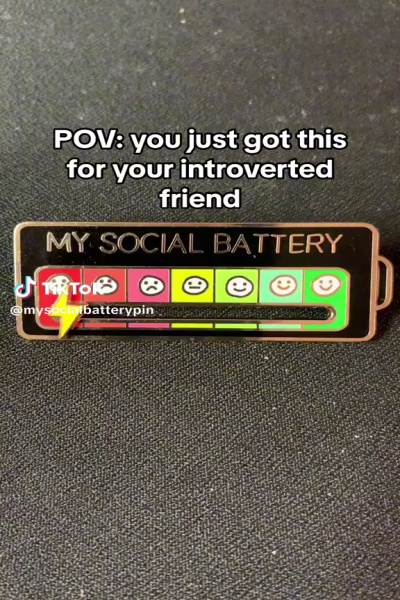 POV: you just got this
for your introverted
friend
MY SOCIAL BATTERY
TikTok
@mysocialbatterypin